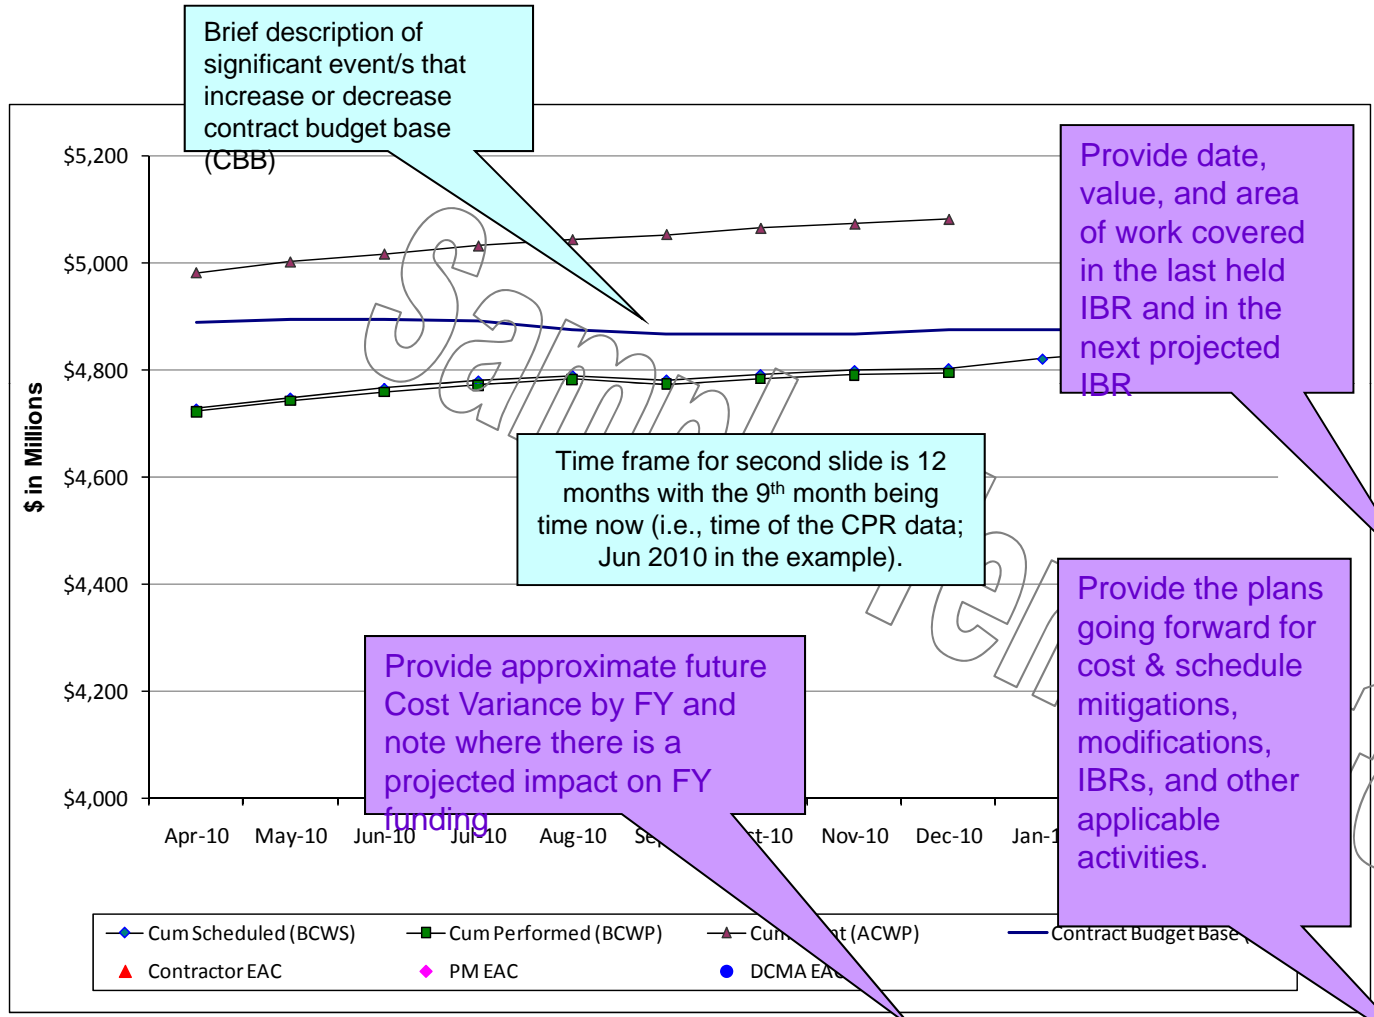 Brief description of
significant event/s that
increase or decrease
contract budget base
(CBB)
Provide date,
value, and area
of work covered
in the last held
IBR and in the
next projected
IBR
$5,200
$5,000
$4,800
$4,600
$4,400
$4,200
$4,000
$ in Millions
Time frame for second slide is 12
months with the 9th month being
time now (i.e., time of the CPR data;
Jun 2010 in the example).
Provide the plans
going forward for
cost & schedule
mitigations,
modifications,
IBRs, and other
applicable
activities.
Provide approximate future
Cost Variance by FY and
note where there is a
projected impact on FY
funding
Apr-10 May-10 Jun-10 Jul-10 Aug-10 Nov-10 Dec-10
Cum Scheduled (BCWS) Cum Performed (BCWP) (ACWP) Contract Budget Base
Contractor EAC PM EAC DCMA EAC